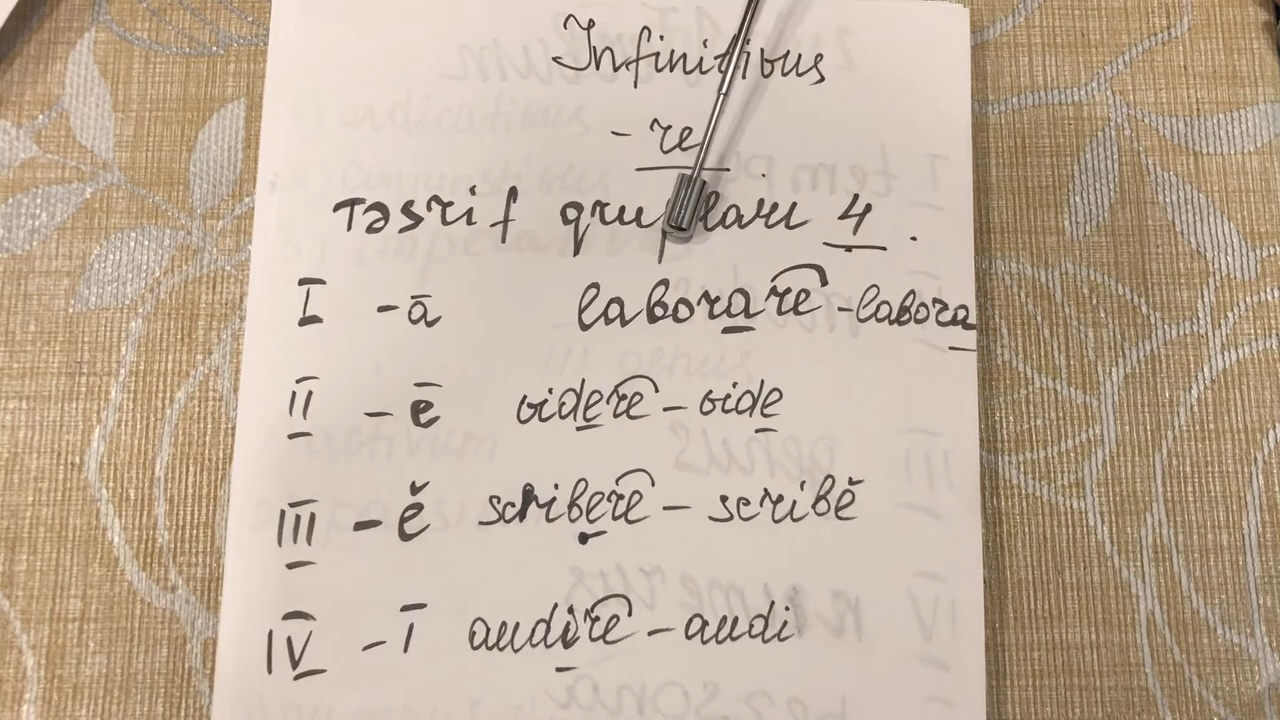 Infinitivus
-re
Təsrif qrupları 4.
I -ā laborare - labora
II - ē videre - vide
III - ĕ scribere - scribĕ
IV - ī audire - audi